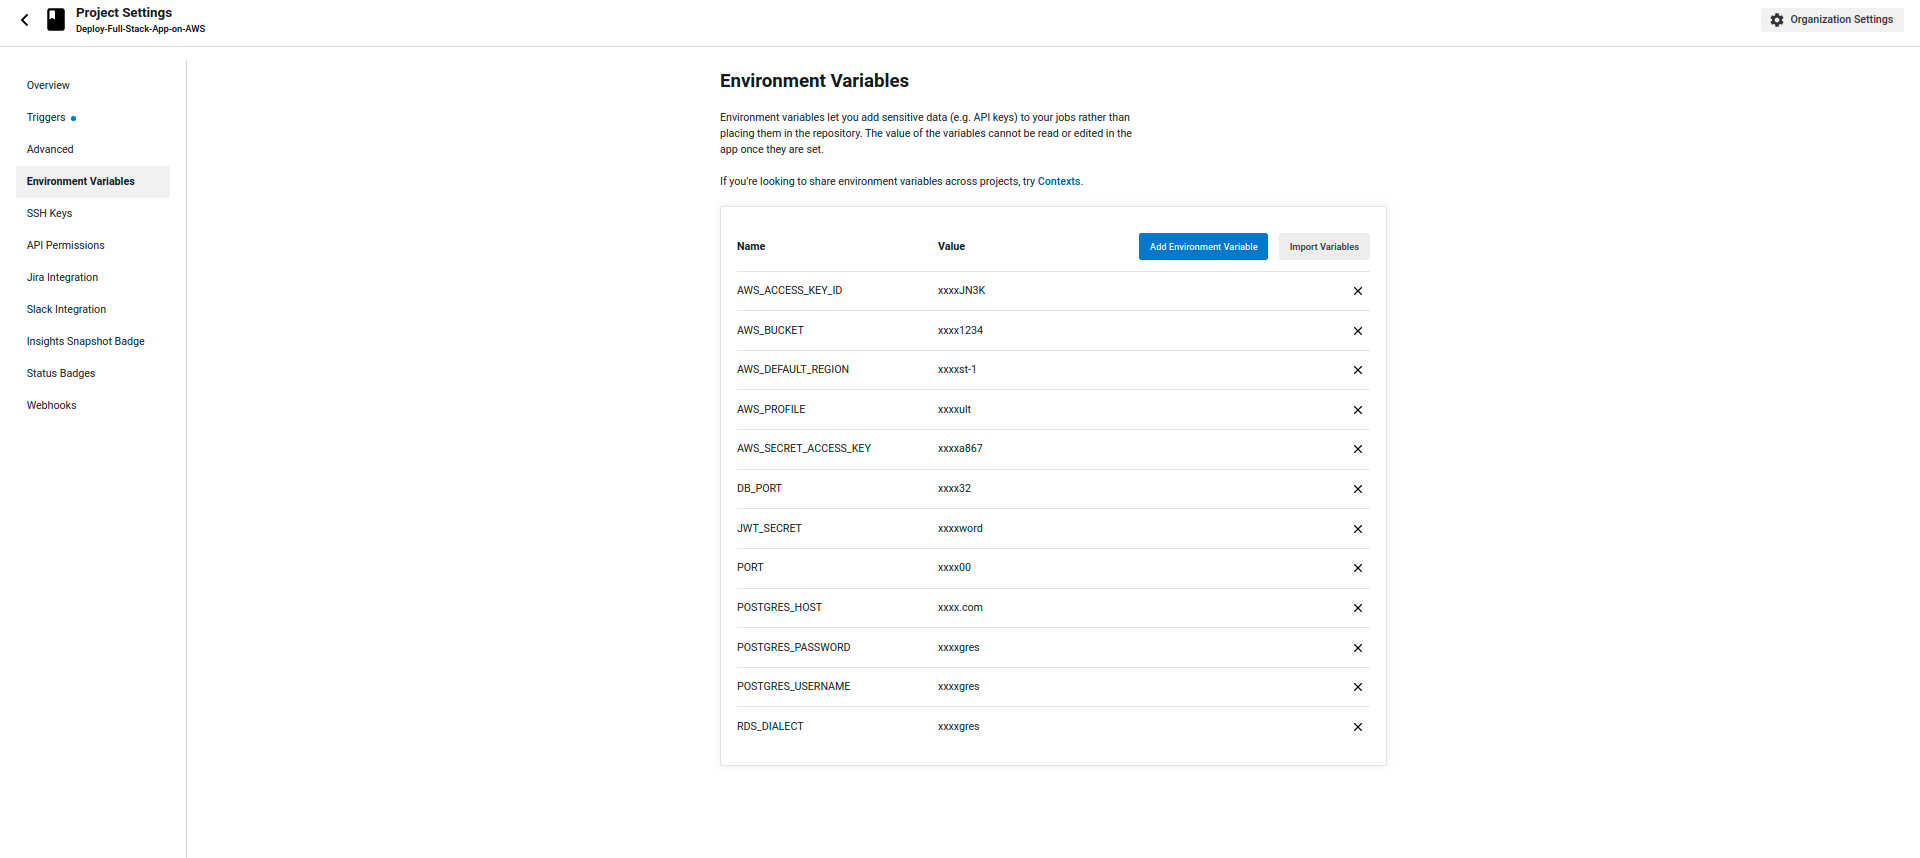 Project Settings
Deploy-Full-Stack-App-on-AWS
Organization Settings
Overview
Triggers
Advanced
Environment Variables
SSH Keys
API Permissions
Jira Integration
Slack Integration
Insights Snapshot Badge
Status Badges
Webhooks
Environment Variables
Environment variables let you add sensitive data (e.g. API keys) to your jobs rather than
placing them in the repository. The value of the variables cannot be read or edited in the
app once they are set.
If you're looking to share environment variables across projects, try Contexts.
Name Value Add Environment Variable Import Variables
AWS_ACCESS_KEY_ID xxxxJN3K
AWS_BUCKET xxxx1234
AWS_DEFAULT_REGION xxxxst-1
AWS_PROFILE xxxxult
AWS_SECRET_ACCESS_KEY xxxxa867
DB_PORT xxxx32
JWT_SECRET xxxxword
PORT xxxx00
POSTGRES_HOST xxxx.com
POSTGRES_PASSWORD xxxxgres
POSTGRES_USERNAME xxxxgres
RDS_DIALECT xxxxgres